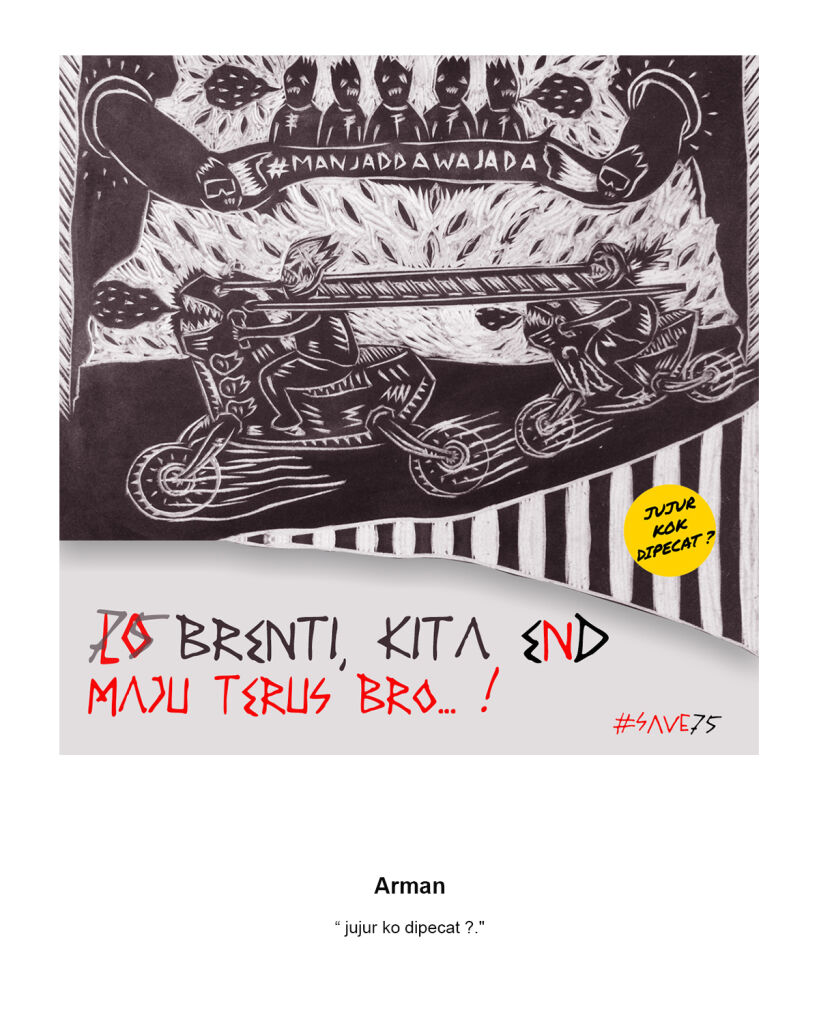 #MANJADDAWAJADA
JUJUR
KOK
DIPECAT ?
LO BRENTI, KITA END
MAJU TERUS BRO... !
#SAVE75
Arman
“ jujur ko dipecat ?."